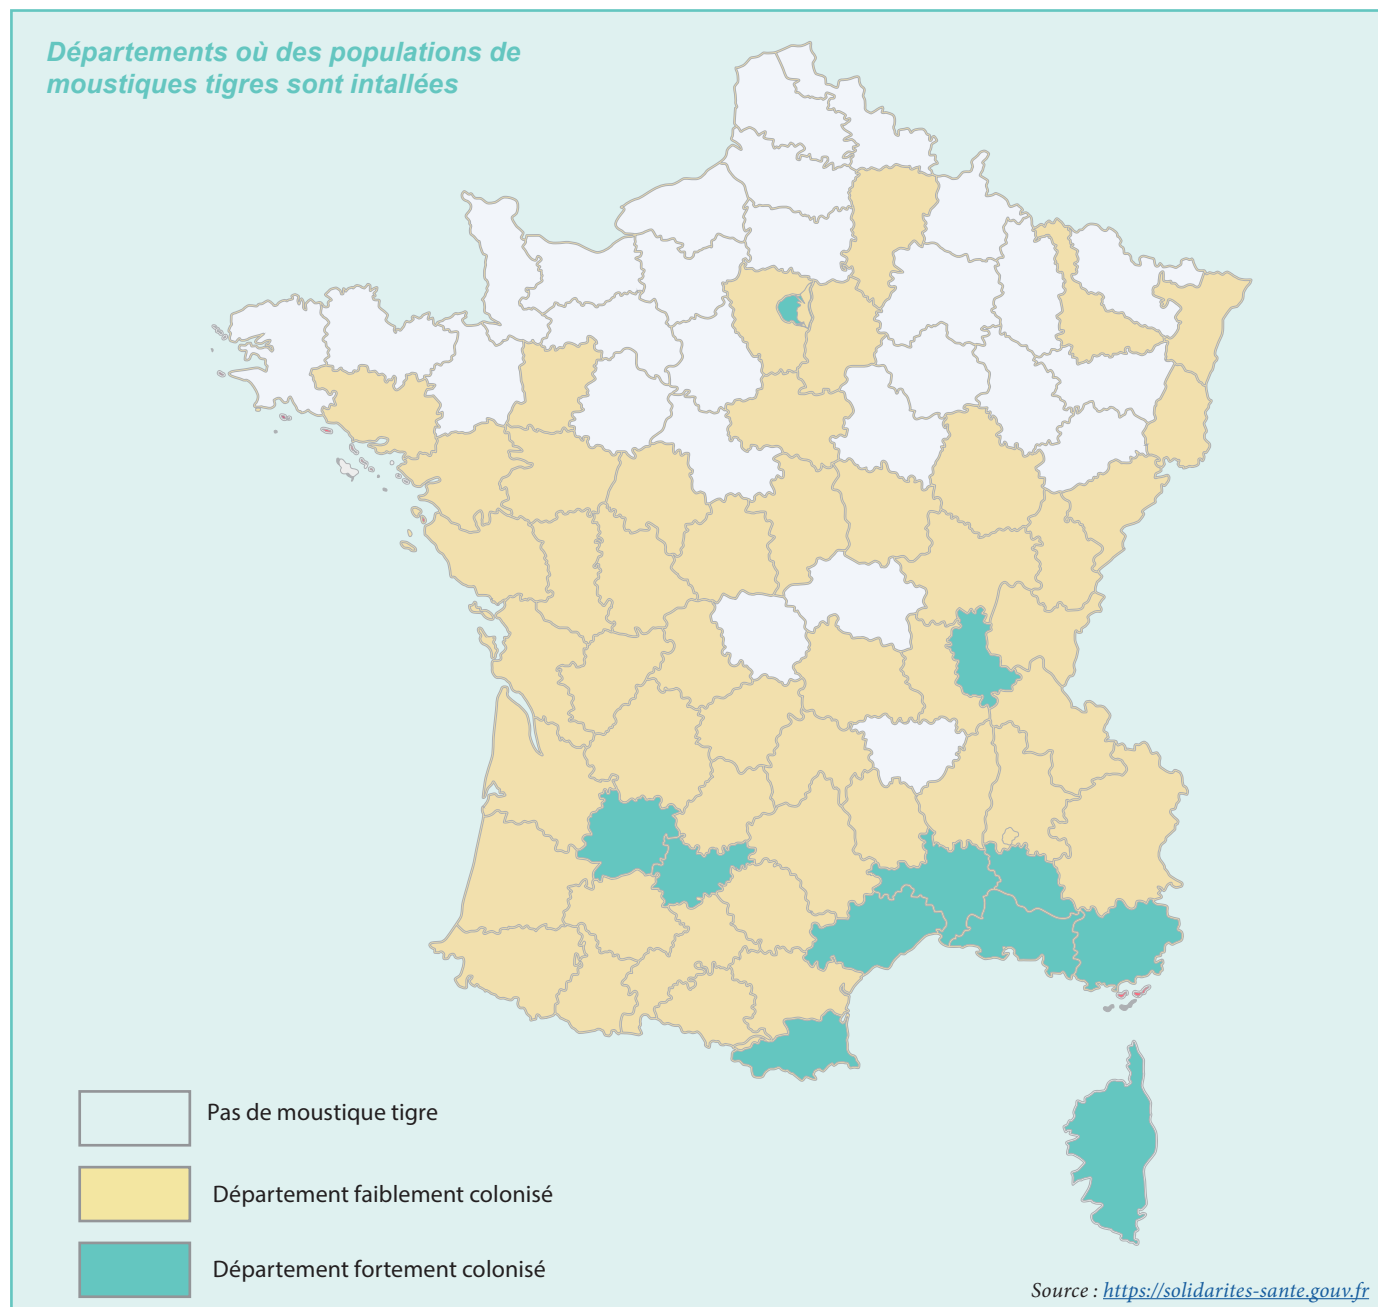 Départements où des populations de
moustiques tigres sont intallées
Pas de moustique tigre
Département faiblement colonisé
Département fortement colonisé
Source : https://solidarites-sante.gouv.fr